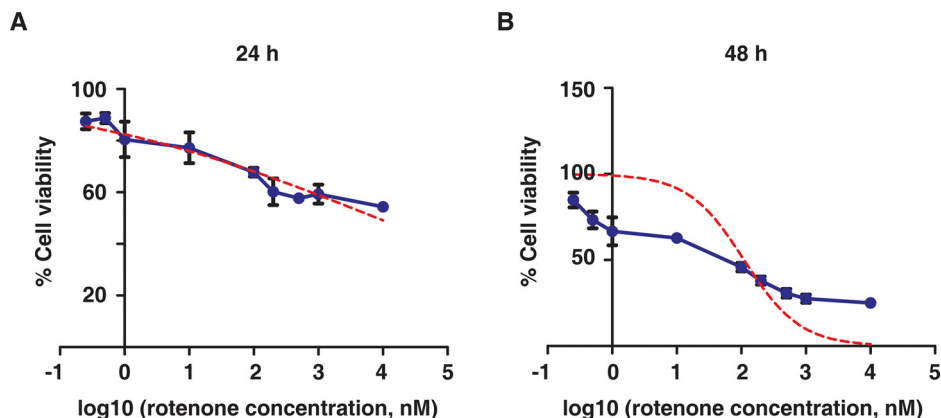 A
B
24 h
48 h
100
60
20
% Cell viability
-1 0 1 2 3 4 5
log10 (rotenone concentration, nM)
150
100
50
% Cell viability
-1 0 1 2 3 4 5
log10 (rotenone concentration, nM)